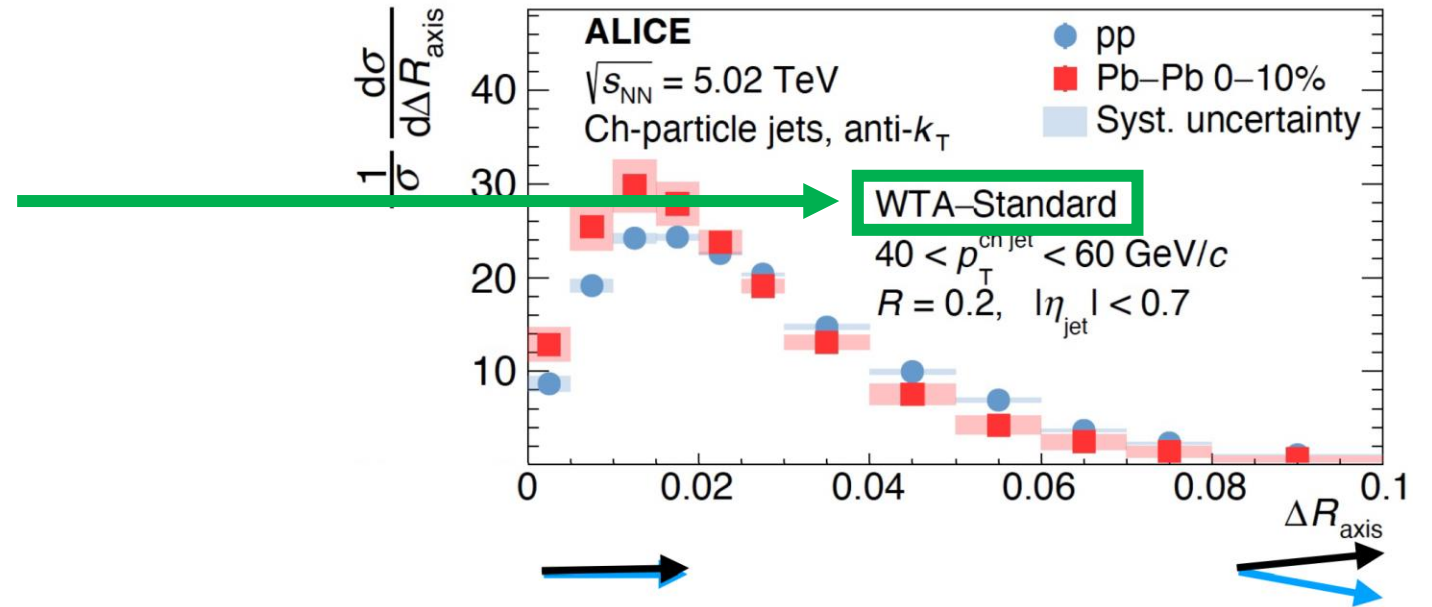 1/σ dσ/dΔR_axis
ALICE
√s_NN = 5.02 TeV
Ch-particle jets, anti-k_T
pp
Pb–Pb 0–10%
Syst. uncertainty
WTA–Standard
40 < p_T^ch jet < 60 GeV/c
R = 0.2, |η_jet| < 0.7
40
30
20
10
0 0.02 0.04 0.06 0.08 0.1
ΔR_axis